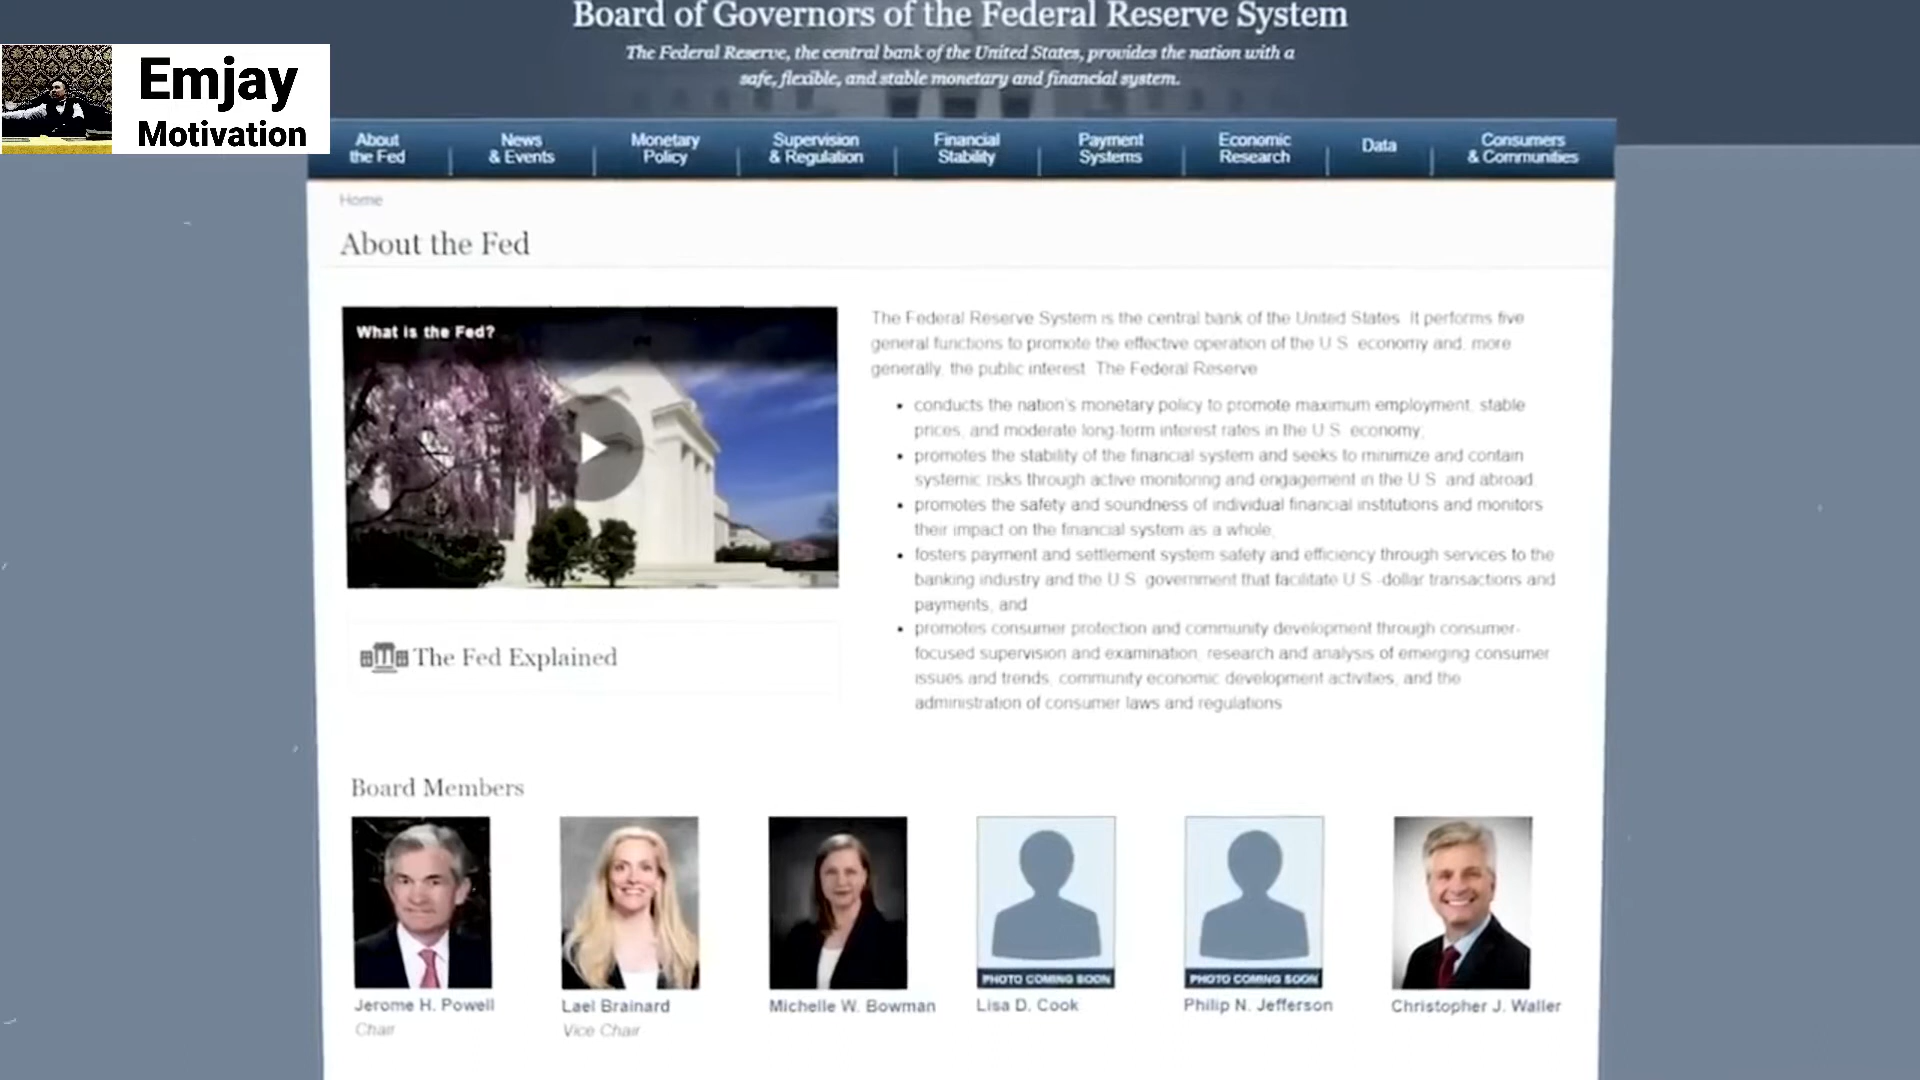 Board of Governors of the Federal Reserve System
The Federal Reserve, the central bank of the United States, provides the nation with a
safe, flexible, and stable monetary and financial system.
Emjay
Motivation
About
the Fed
News
& Events
Monetary
Policy
Supervision
& Regulation
Financial
Stability
Payment
Systems
Economic
Research
Data
Consumers
& Communities
Home
About the Fed
What is the Fed?
The Federal Reserve System is the central bank of the United States. It performs five
general functions to promote the effective operation of the U.S. economy and, more
generally, the public interest. The Federal Reserve
• conducts the nation's monetary policy to promote maximum employment, stable
prices, and moderate long-term interest rates in the U.S. economy;
• promotes the stability of the financial system and seeks to minimize and contain
systemic risks through active monitoring and engagement in the U.S. and abroad;
• promotes the safety and soundness of individual financial institutions and monitors
their impact on the financial system as a whole;
• fosters payment and settlement system safety and efficiency through services to the
banking industry and the U.S. government that facilitate U.S.-dollar transactions and
payments; and
• promotes consumer protection and community development through consumer-
focused supervision and examination, research and analysis of emerging consumer
issues and trends, community economic development activities, and the
administration of consumer laws and regulations.
The Fed Explained
Board Members
PHOTO COMING SOON
PHOTO COMING SOON
Jerome H. Powell
Chair
Lael Brainard
Vice Chair
Michelle W. Bowman
Lisa D. Cook
Philip N. Jefferson
Christopher J. Waller